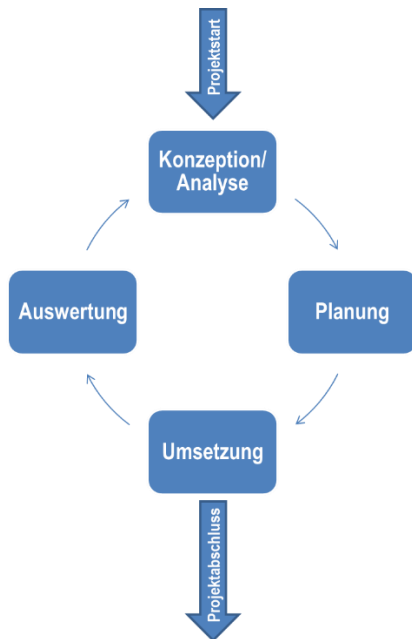 Projektstart
Konzeption/
Analyse
Auswertung
Planung
Umsetzung
Projektabschluss